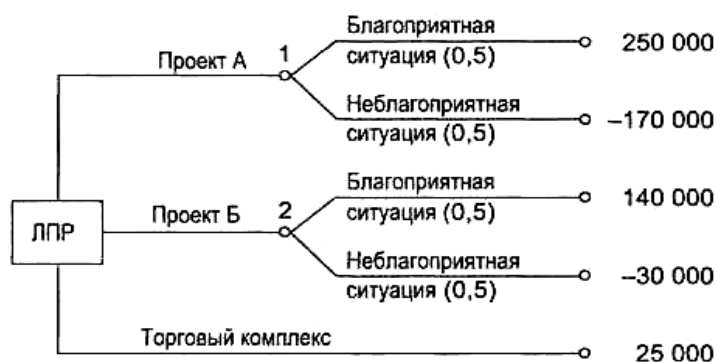 Проект А
1
Благоприятная
ситуация (0,5)
250 000
Неблагоприятная
ситуация (0,5)
–170 000
ЛПР
Проект Б
2
Благоприятная
ситуация (0,5)
140 000
Неблагоприятная
ситуация (0,5)
–30 000
Торговый комплекс
25 000